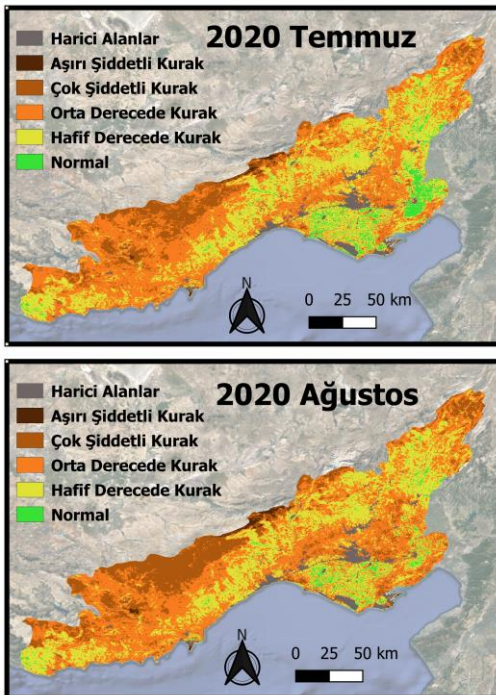 2020 Temmuz
Harici Alanlar
Aşırı Şiddetli Kurak
Çok Şiddetli Kurak
Orta Derecede Kurak
Hafif Derecede Kurak
Normal
N
0 25 50 km
2020 Ağustos
Harici Alanlar
Aşırı Şiddetli Kurak
Çok Şiddetli Kurak
Orta Derecede Kurak
Hafif Derecede Kurak
Normal
N
0 25 50 km